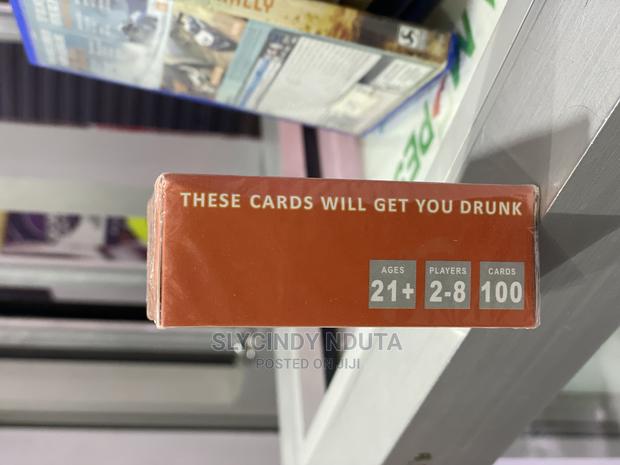 THESE CARDS WILL GET YOU DRUNK
AGES
21+
PLAYERS
2-8
CARDS
100
SLYCINDY NDUTA
POSTED ON JIJI